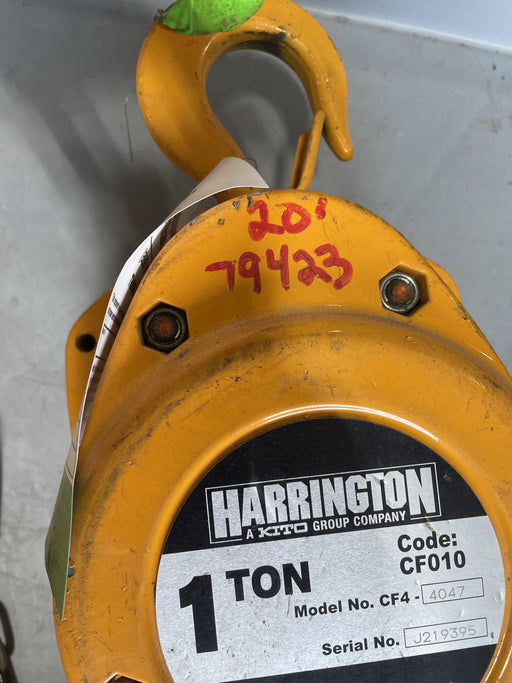 20'
79423
HARRINGTON
A KITO GROUP COMPANY
Code:
CF010
1 TON
Model No. CF4 - 4047
Serial No. J219395